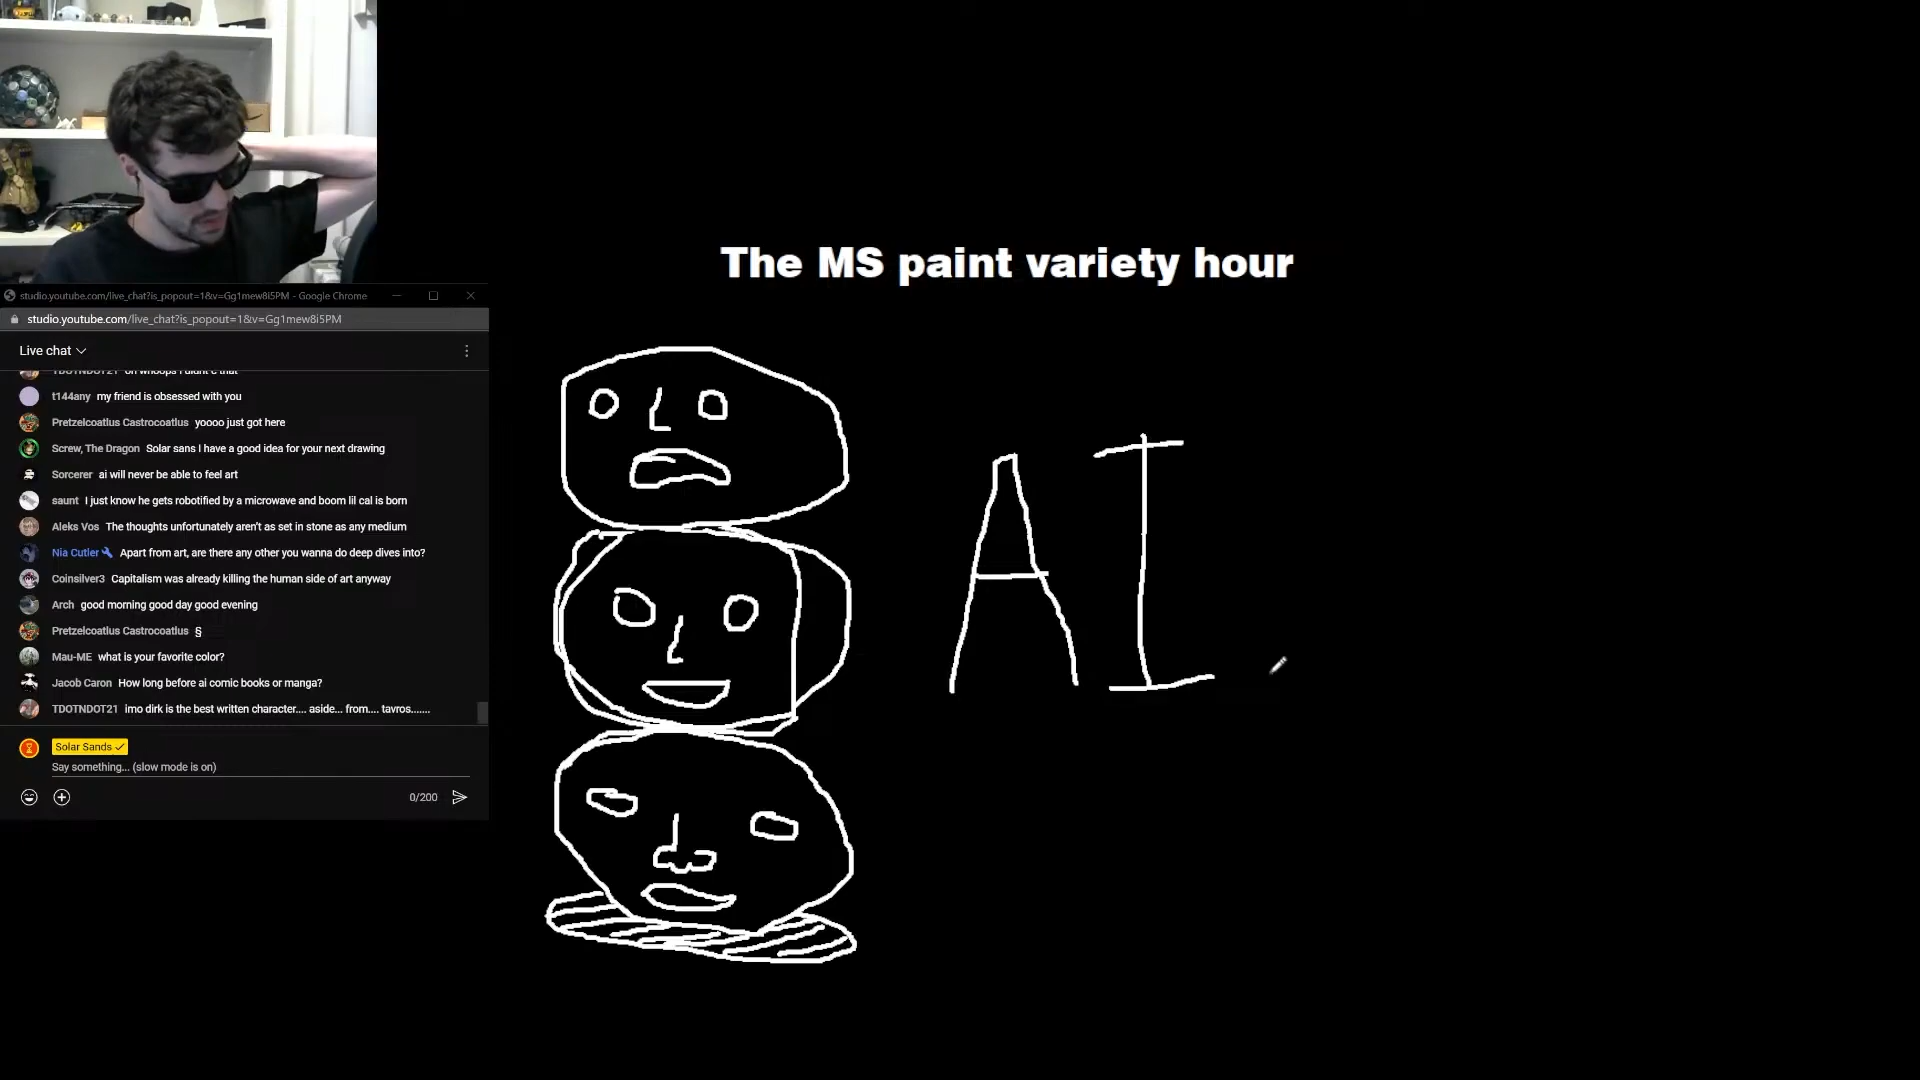 The MS paint variety hour
studio.youtube.com/live_chat?is_popout=1&v=Gg1mew8i5PM - Google Chrome
studio.youtube.com/live_chat?is_popout=1&v=Gg1mew8i5PM
Live chat
TDOTNDOT21 oh whoops I didnt c that
t144any my friend is obsessed with you
Pretzelcoatlus Castrocoatlus yoooo just got here
Screw, The Dragon Solar sans I have a good idea for your next drawing
Sorcerer ai will never be able to feel art
saunt I just know he gets robotified by a microwave and boom lil cal is born
Aleks Vos The thoughts unfortunately aren't as set in stone as any medium
Nia Cutler Apart from art, are there any other you wanna do deep dives into?
Coinsilver3 Capitalism was already killing the human side of art anyway
Arch good morning good day good evening
Pretzelcoatlus Castrocoatlus §
Mau-ME what is your favorite color?
Jacob Caron How long before ai comic books or manga?
TDOTNDOT21 imo dirk is the best written character.... aside... from.... tavros.......
Solar Sands
Say something... (slow mode is on)
0/200
AI